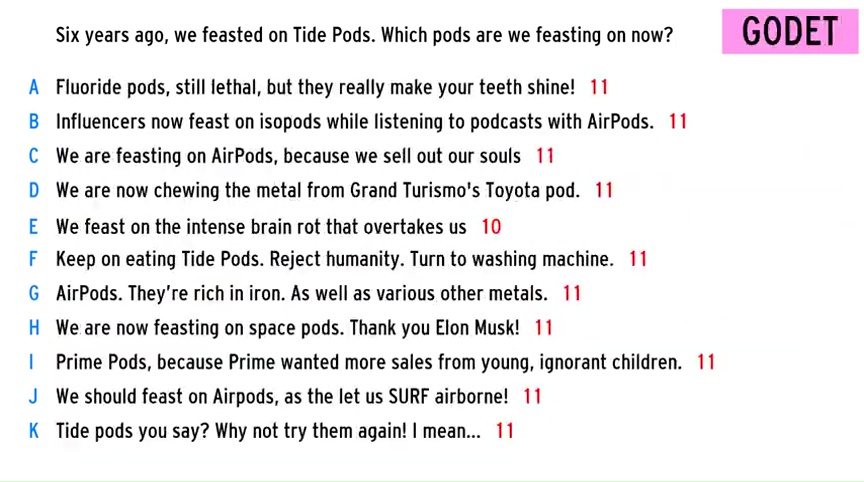 Six years ago, we feasted on Tide Pods. Which pods are we feasting on now?
GODET
A Fluoride pods, still lethal, but they really make your teeth shine! 11
B Influencers now feast on isopods while listening to podcasts with AirPods. 11
C We are feasting on AirPods, because we sell out our souls 11
D We are now chewing the metal from Grand Turismo's Toyota pod. 11
E We feast on the intense brain rot that overtakes us 10
F Keep on eating Tide Pods. Reject humanity. Turn to washing machine. 11
G AirPods. They're rich in iron. As well as various other metals. 11
H We are now feasting on space pods. Thank you Elon Musk! 11
I Prime Pods, because Prime wanted more sales from young, ignorant children. 11
J We should feast on Airpods, as the let us SURF airborne! 11
K Tide pods you say? Why not try them again! I mean... 11